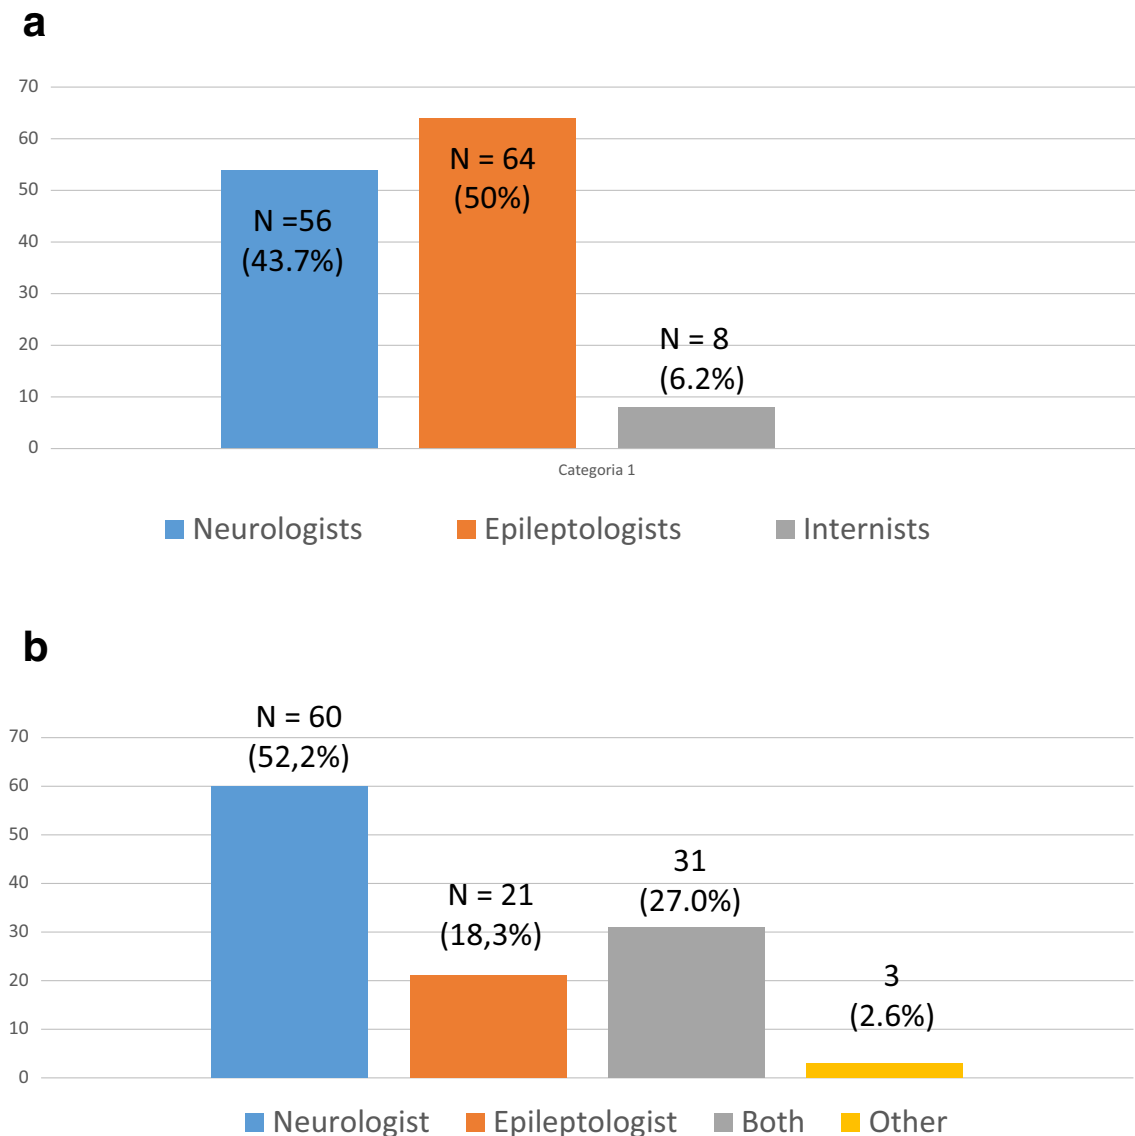 a
70
60
50
40
30
20
10
0
N =56
(43.7%)
N = 64
(50%)
N = 8
(6.2%)
Categoria 1
Neurologists Epileptologists Internists
b
70
60
50
40
30
20
10
0
N = 60
(52,2%)
N = 21
(18,3%)
31
(27.0%)
3
(2.6%)
Neurologist Epileptologist Both Other